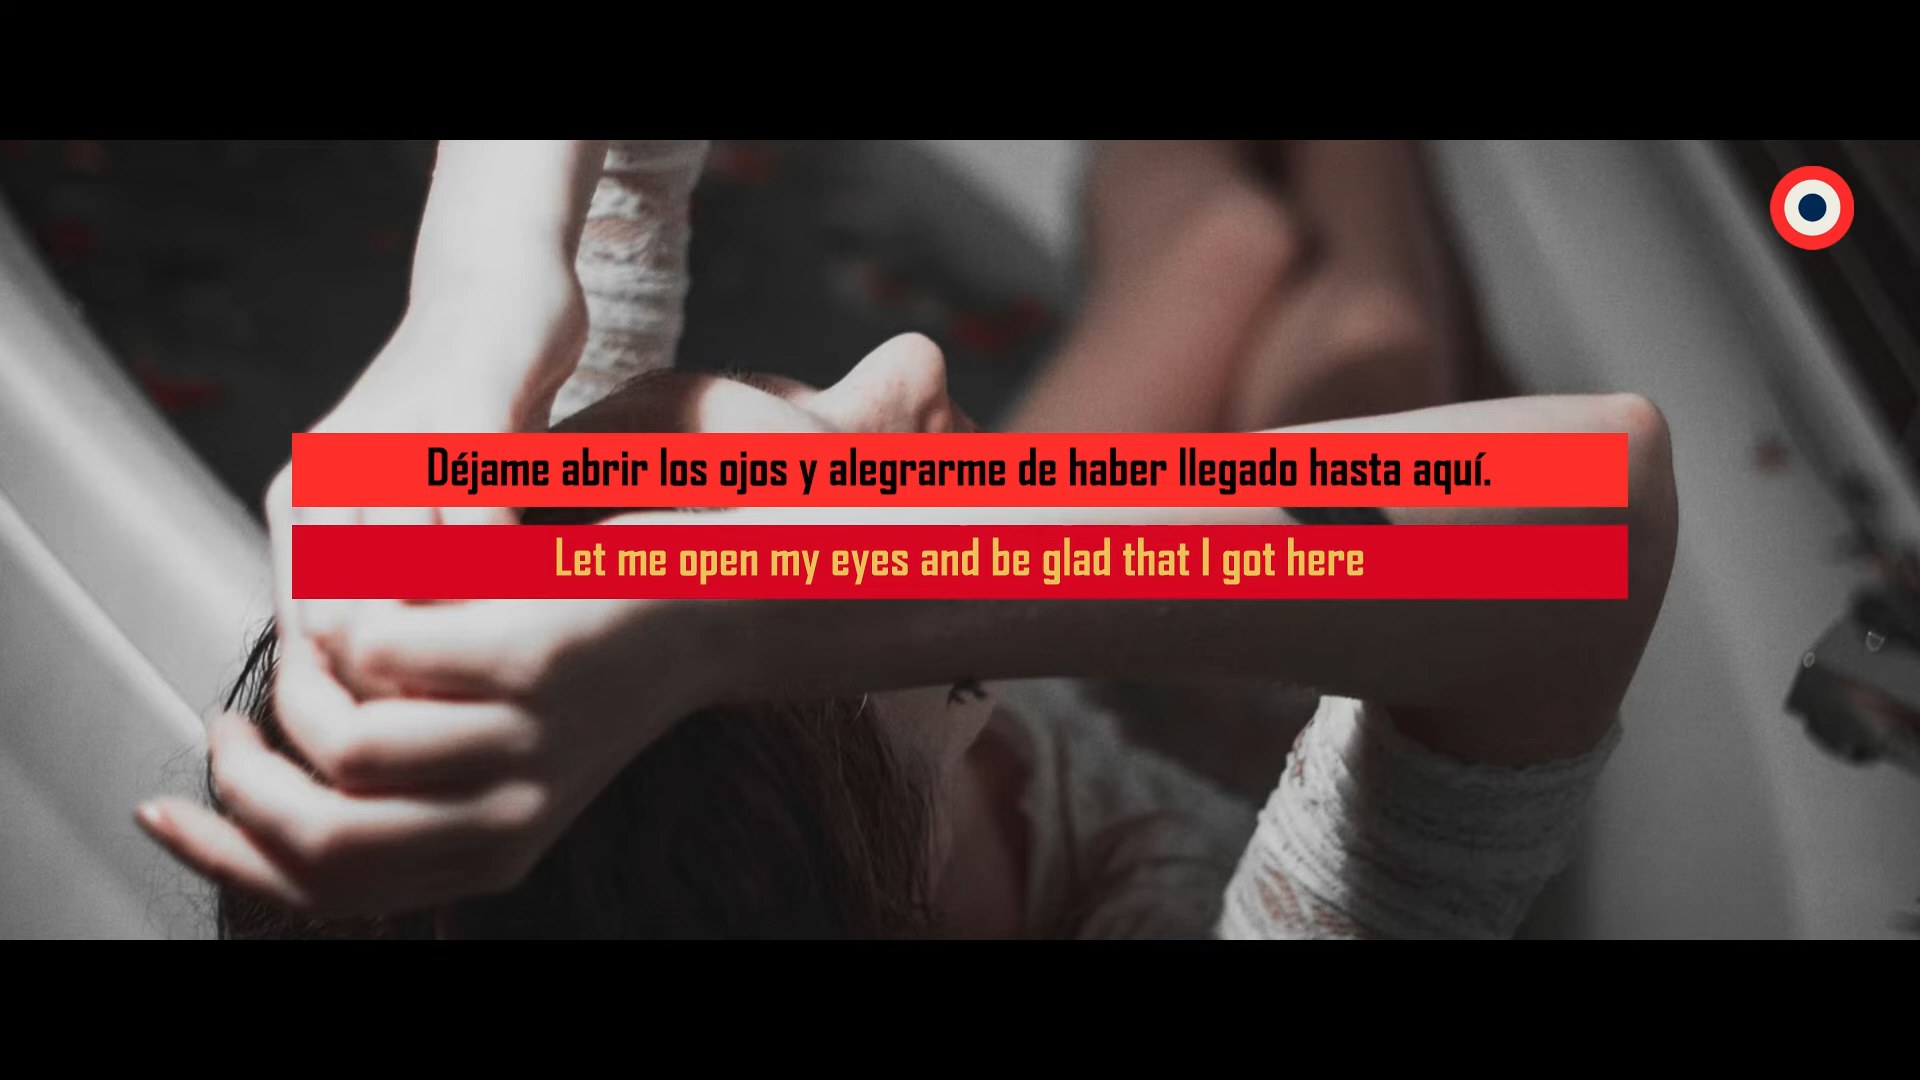 Déjame abrir los ojos y alegrarme de haber llegado hasta aquí.
Let me open my eyes and be glad that I got here